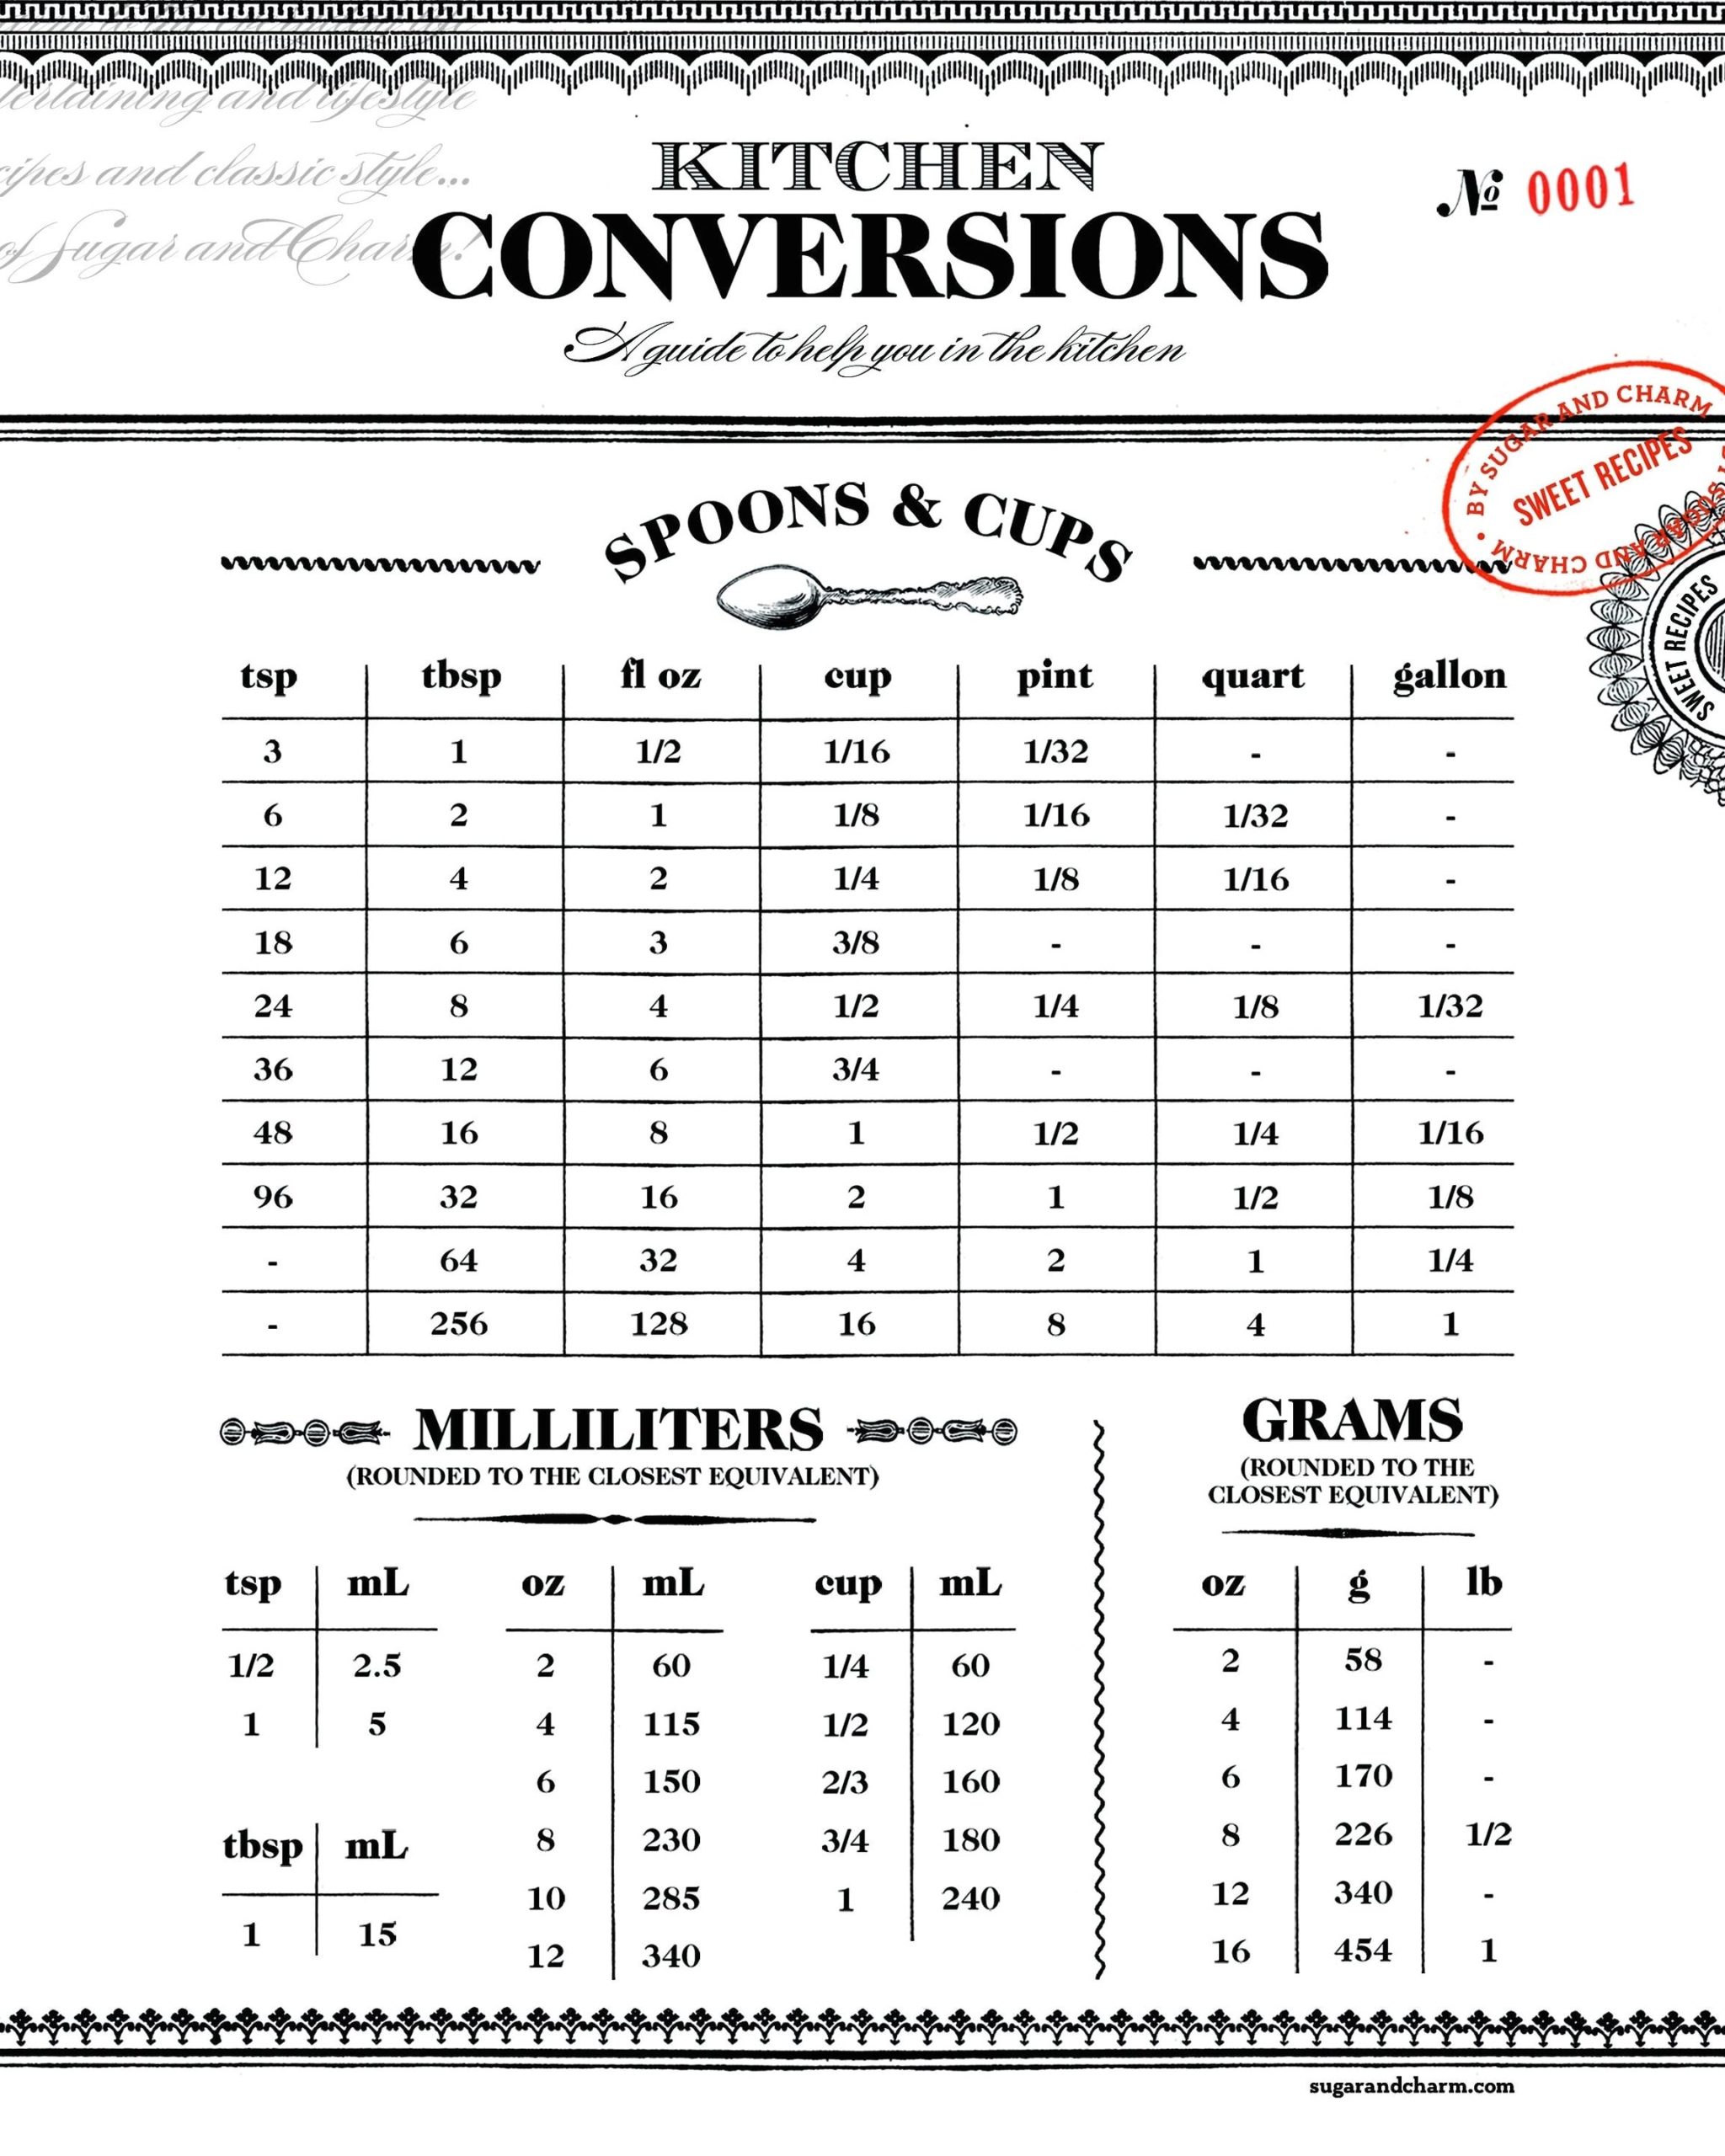 tertaining and lifestyle
cipes and classic style...
of Sugar and Charm!
KITCHEN
CONVERSIONS
A guide to help you in the kitchen
№ 0001
BY SUGAR AND CHARM
SWEET RECIPES
BY SUGAR AND CHARM
SWEET RECIPES
SPOONS & CUPS
tsp tbsp fl oz cup pint quart gallon
3 1 1/2 1/16 1/32 - -
6 2 1 1/8 1/16 1/32 -
12 4 2 1/4 1/8 1/16 -
18 6 3 3/8 - - -
24 8 4 1/2 1/4 1/8 1/32
36 12 6 3/4 - - -
48 16 8 1 1/2 1/4 1/16
96 32 16 2 1 1/2 1/8
- 64 32 4 2 1 1/4
- 256 128 16 8 4 1
MILLILITERS
(ROUNDED TO THE CLOSEST EQUIVALENT)
tsp mL
1/2 2.5
1 5
tbsp mL
1 15
oz mL
2 60
4 115
6 150
8 230
10 285
12 340
cup mL
1/4 60
1/2 120
2/3 160
3/4 180
1 240
GRAMS
(ROUNDED TO THE
CLOSEST EQUIVALENT)
oz g lb
2 58 -
4 114 -
6 170 -
8 226 1/2
12 340 -
16 454 1
sugarandcharm.com